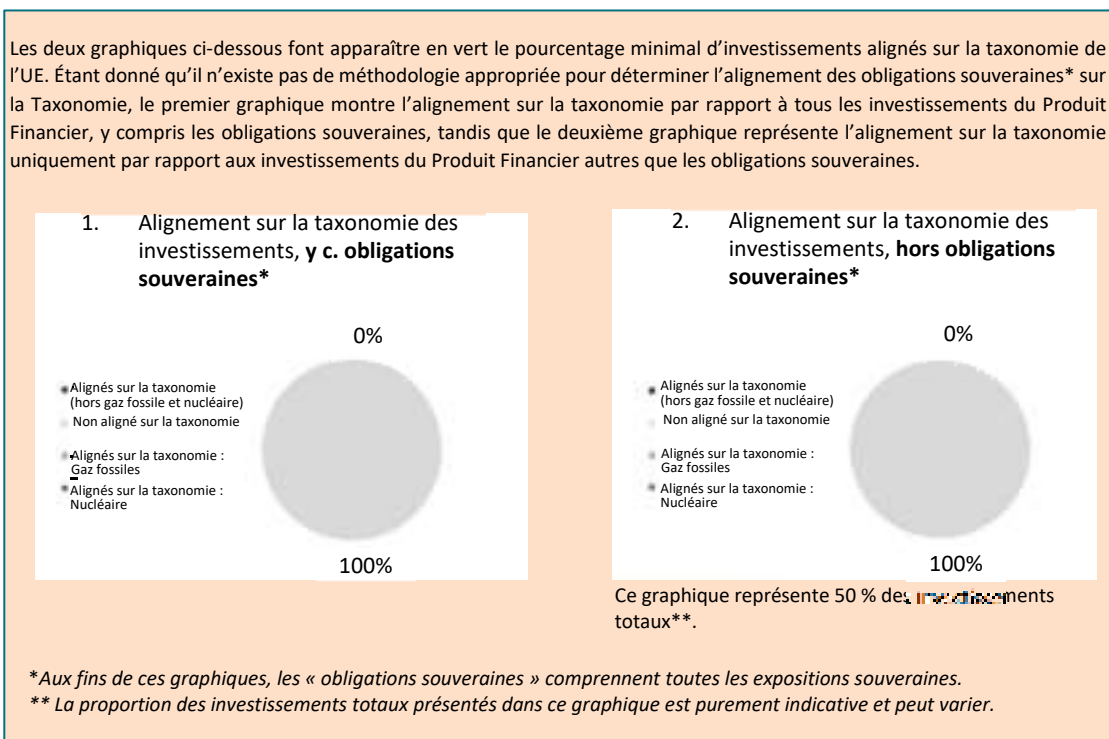 Les deux graphiques ci-dessous font apparaître en vert le pourcentage minimal d’investissements alignés sur la taxonomie de
l’UE. Étant donné qu’il n’existe pas de méthodologie appropriée pour déterminer l’alignement des obligations souveraines* sur
la Taxonomie, le premier graphique montre l’alignement sur la taxonomie par rapport à tous les investissements du Produit
Financier, y compris les obligations souveraines, tandis que le deuxième graphique représente l’alignement sur la taxonomie
uniquement par rapport aux investissements du Produit Financier autres que les obligations souveraines.
1. Alignement sur la taxonomie des
investissements, y c. obligations
souveraines*
0%
Alignés sur la taxonomie
(hors gaz fossile et nucléaire)
Non aligné sur la taxonomie
Alignés sur la taxonomie :
Gaz fossiles
Alignés sur la taxonomie :
Nucléaire
100%
2. Alignement sur la taxonomie des
investissements, hors obligations
souveraines*
0%
Alignés sur la taxonomie
(hors gaz fossile et nucléaire)
Non aligné sur la taxonomie
Alignés sur la taxonomie :
Gaz fossiles
Alignés sur la taxonomie :
Nucléaire
100%
Ce graphique représente 50 % des investissements
totaux**.
*Aux fins de ces graphiques, les « obligations souveraines » comprennent toutes les expositions souveraines.
** La proportion des investissements totaux présentés dans ce graphique est purement indicative et peut varier.